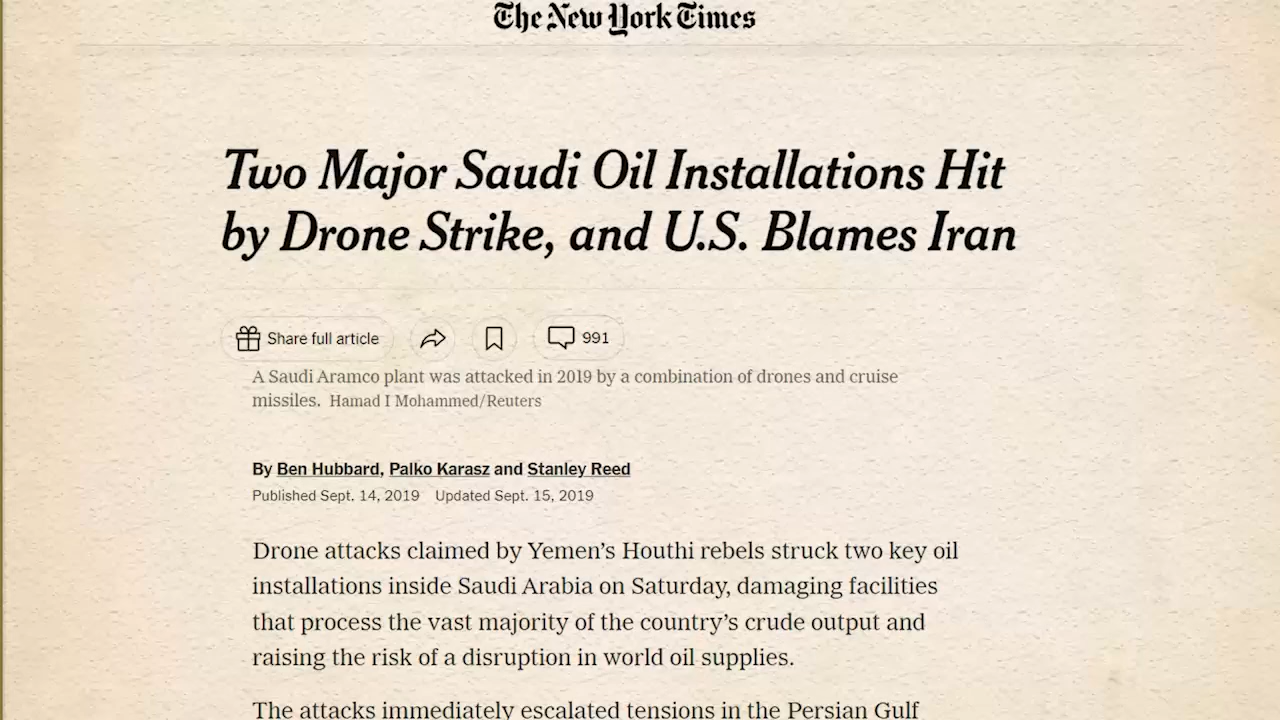 The New York Times
Two Major Saudi Oil Installations Hit
by Drone Strike, and U.S. Blames Iran
Share full article
991
A Saudi Aramco plant was attacked in 2019 by a combination of drones and cruise
missiles. Hamad I Mohammed/Reuters
By Ben Hubbard, Palko Karasz and Stanley Reed
Published Sept. 14, 2019 Updated Sept. 15, 2019
Drone attacks claimed by Yemen’s Houthi rebels struck two key oil
installations inside Saudi Arabia on Saturday, damaging facilities
that process the vast majority of the country’s crude output and
raising the risk of a disruption in world oil supplies.
The attacks immediately escalated tensions in the Persian Gulf